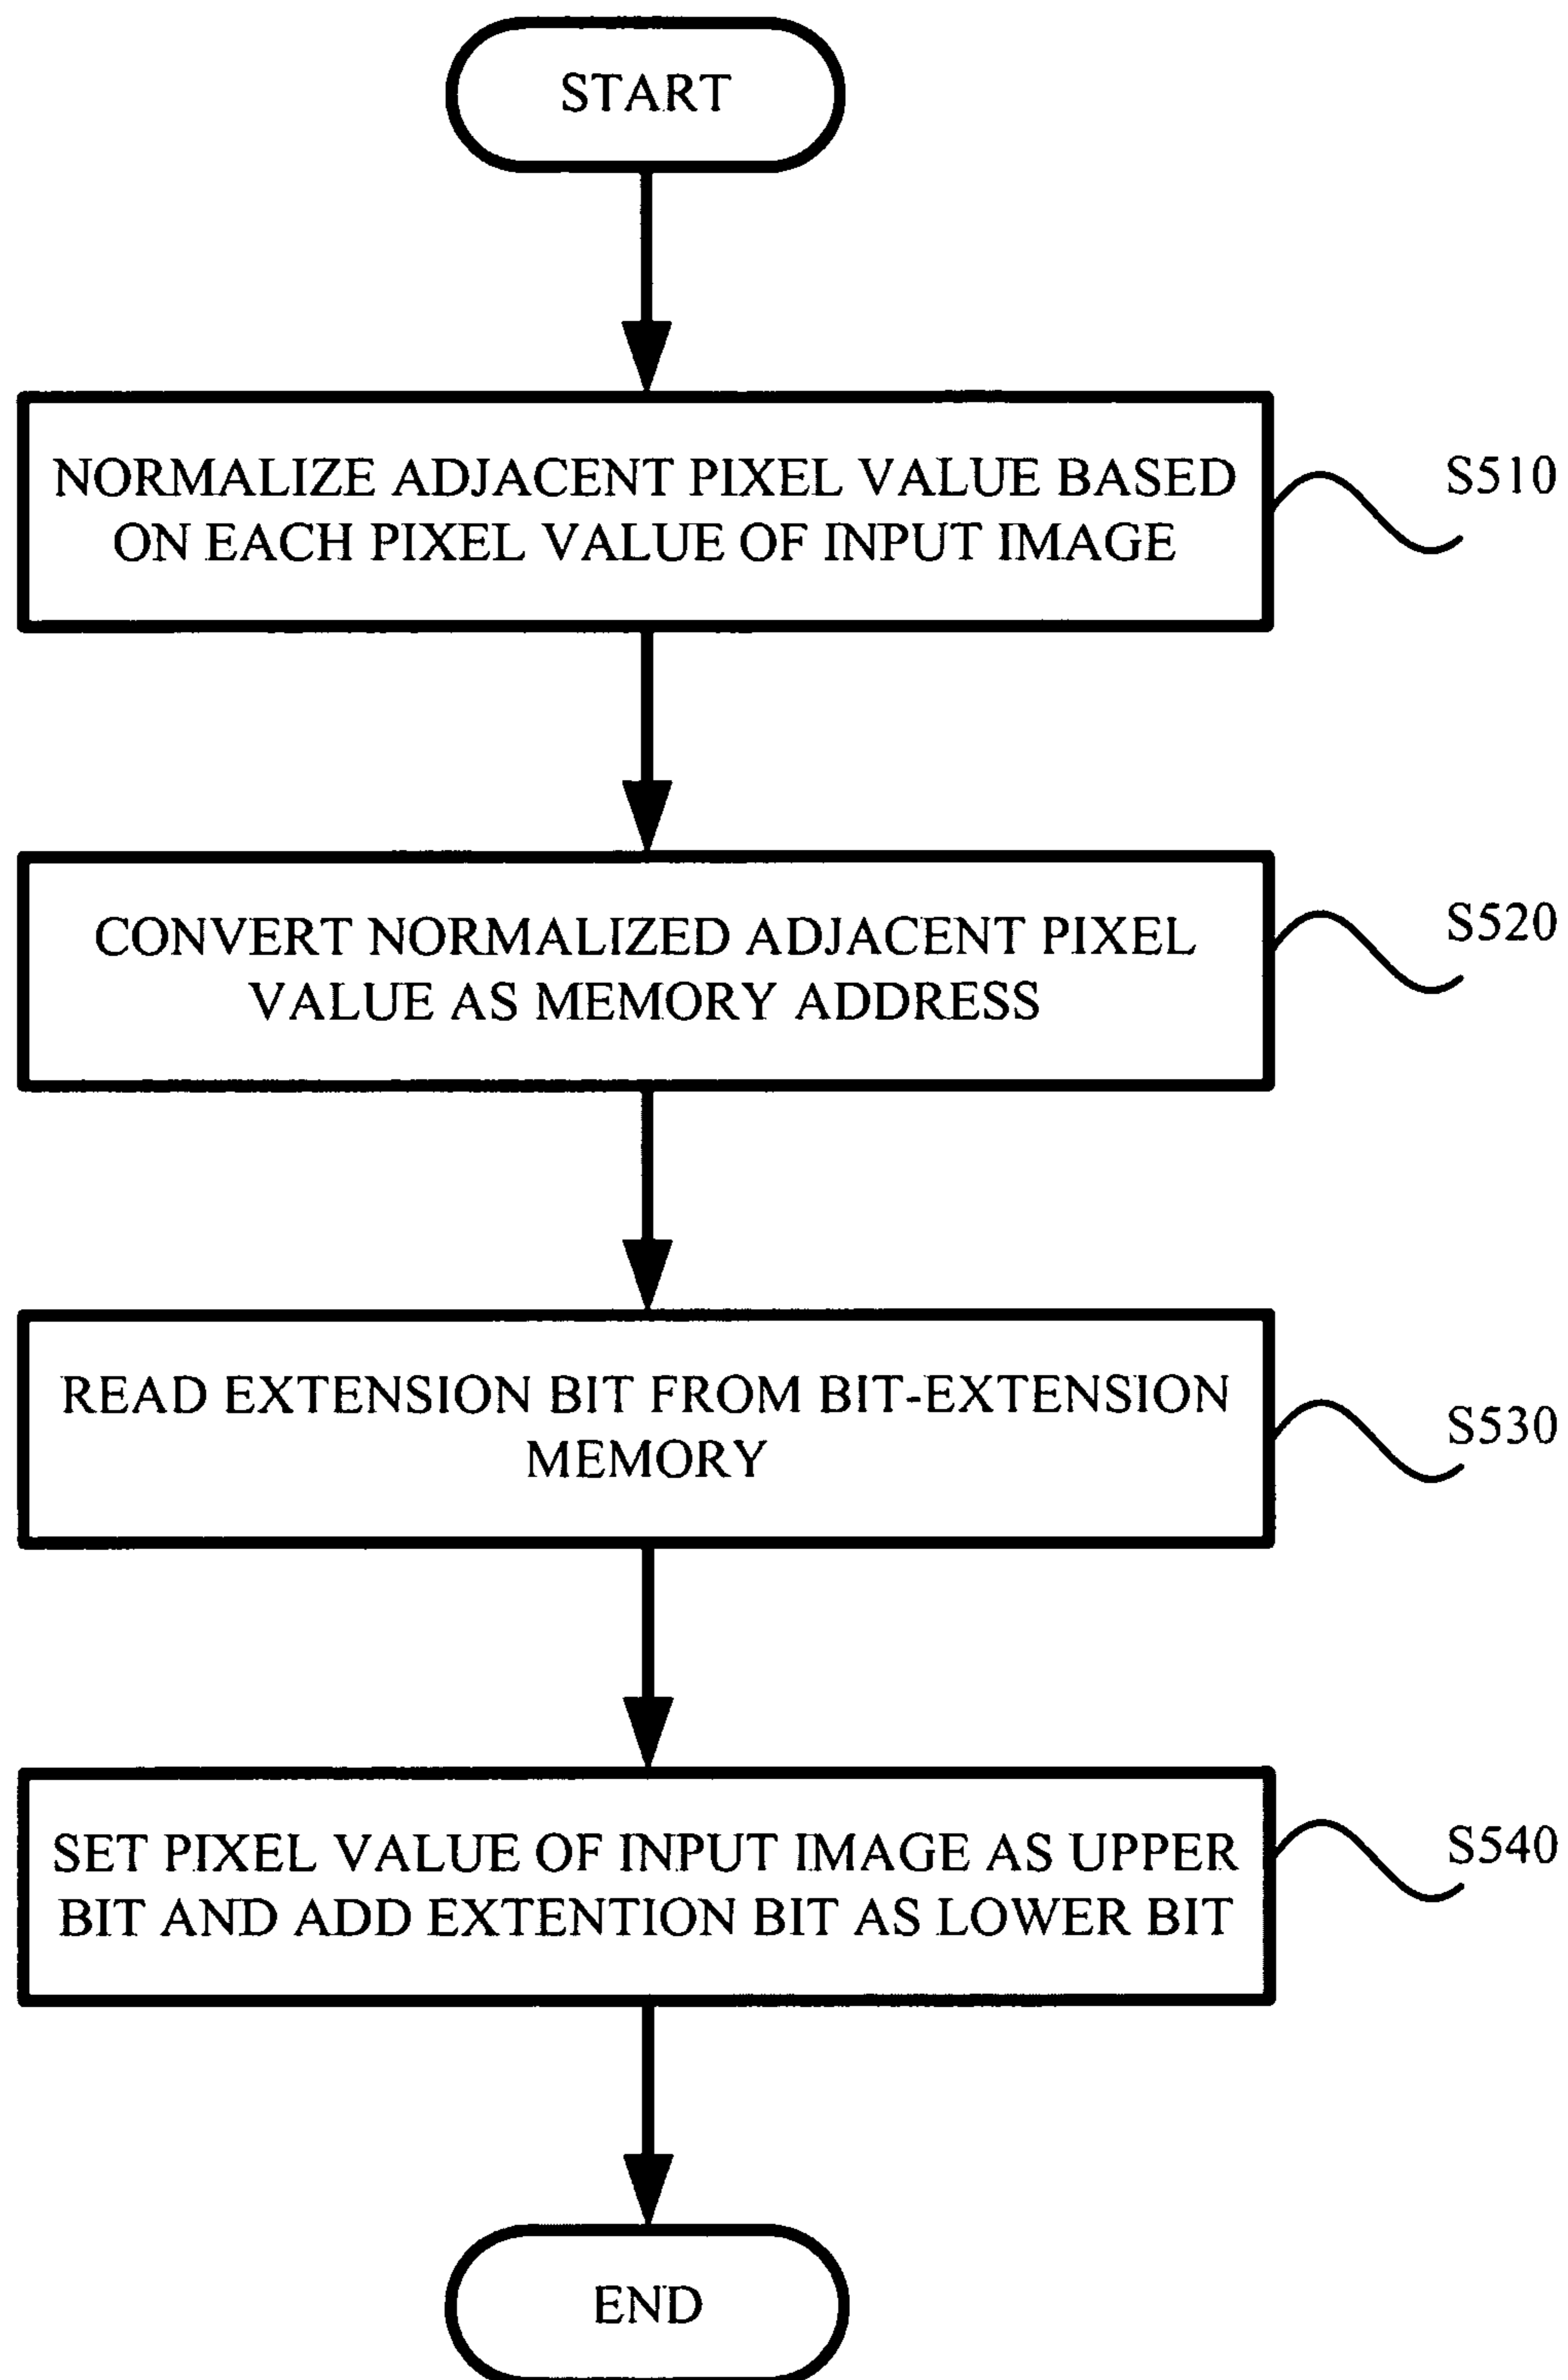 START
NORMALIZE ADJACENT PIXEL VALUE BASED
ON EACH PIXEL VALUE OF INPUT IMAGE
S510
CONVERT NORMALIZED ADJACENT PIXEL
VALUE AS MEMORY ADDRESS
S520
READ EXTENSION BIT FROM BIT-EXTENSION
MEMORY
S530
SET PIXEL VALUE OF INPUT IMAGE AS UPPER
BIT AND ADD EXTENTION BIT AS LOWER BIT
S540
END